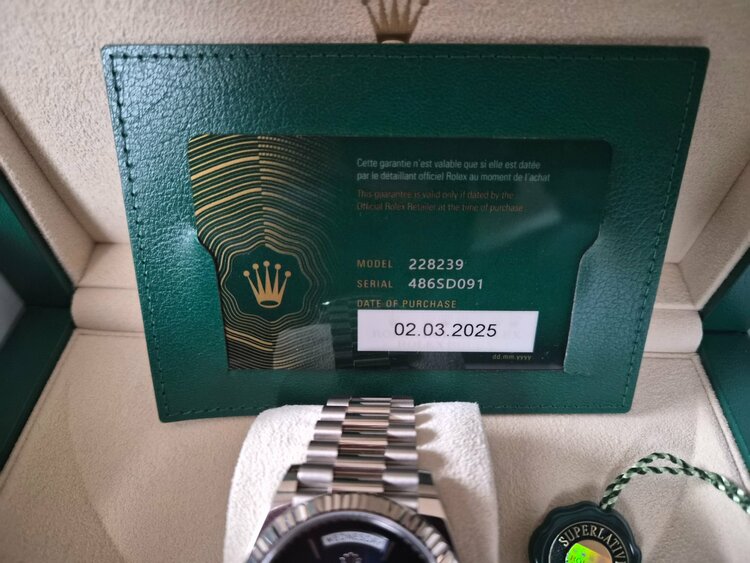 Cette garantie n'est valable que si elle est datée
par le détaillant officiel Rolex au moment de l'achat
This guarantee is valid only if dated by the
Official Rolex Retailer at the time of purchase
MODEL 228239
SERIAL 486SD091
DATE OF PURCHASE
02.03.2025
dd.mm.yyyy
WEDNESDAY
SUPERLATIV